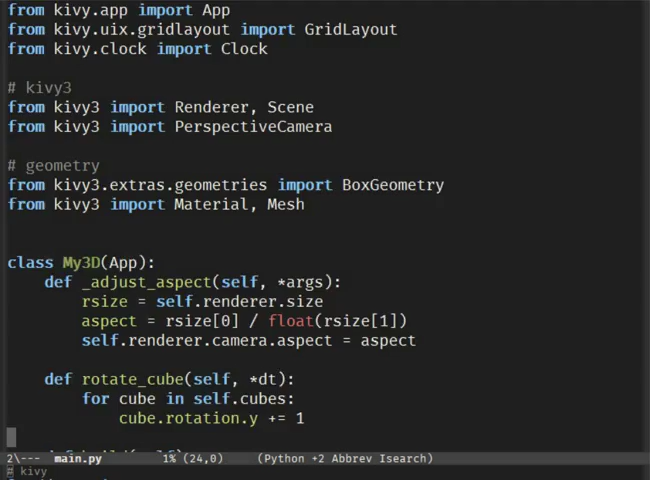 from kivy.app import App
from kivy.uix.gridlayout import GridLayout
from kivy.clock import Clock
# kivy3
from kivy3 import Renderer, Scene
from kivy3 import PerspectiveCamera
# geometry
from kivy3.extras.geometries import BoxGeometry
from kivy3 import Material, Mesh
class My3D(App):
def _adjust_aspect(self, *args):
rsize = self.renderer.size
aspect = rsize[0] / float(rsize[1])
self.renderer.camera.aspect = aspect
def rotate_cube(self, *dt):
for cube in self.cubes:
cube.rotation.y += 1
2\--- main.py 1% (24,0) (Python +2 Abbrev Isearch)
# kivy